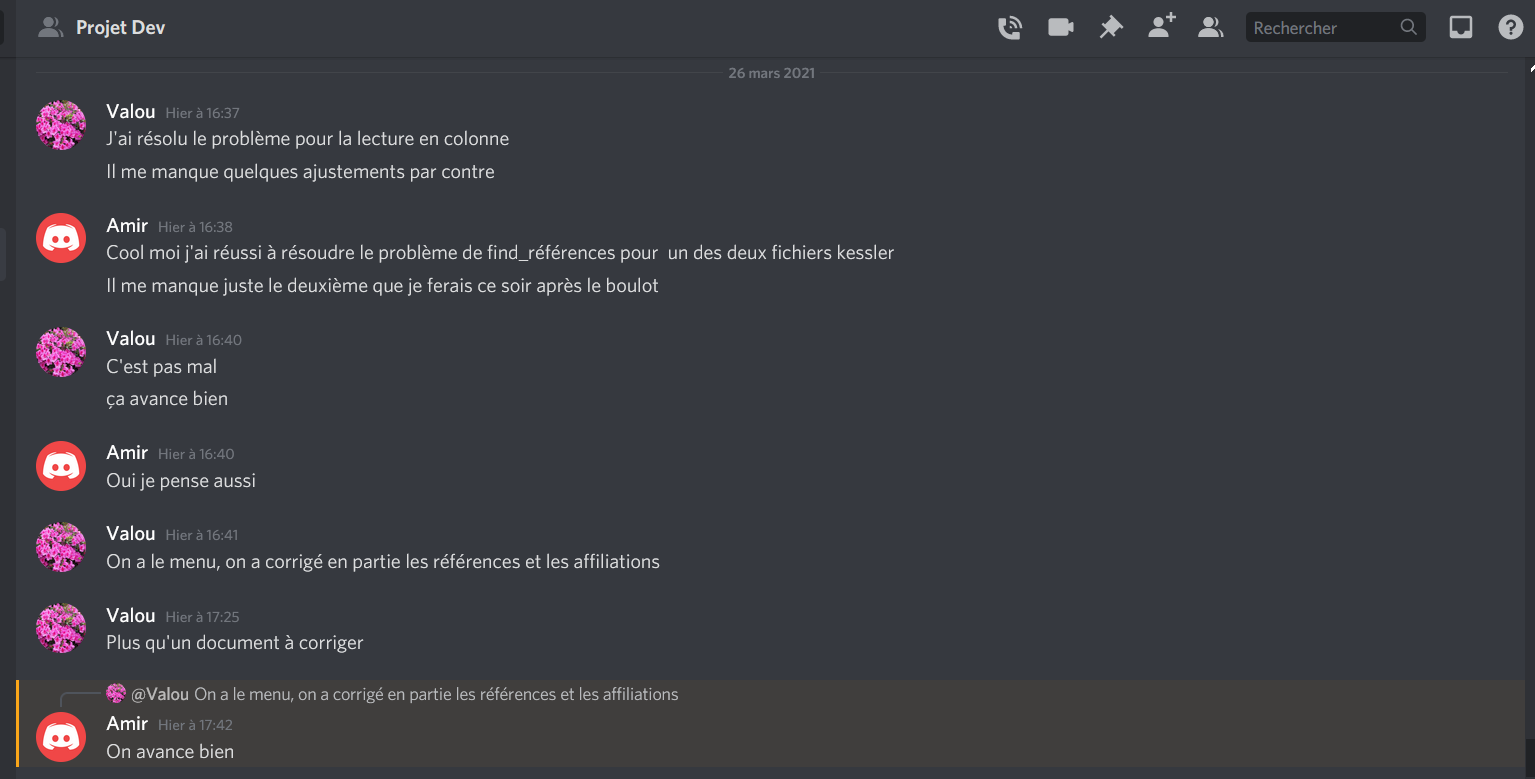 Projet Dev
Rechercher
26 mars 2021
Valou Hier à 16:37
J'ai résolu le problème pour la lecture en colonne
Il me manque quelques ajustements par contre
Amir Hier à 16:38
Cool moi j'ai réussi à résoudre le problème de find_références pour  un des deux fichiers kessler
Il me manque juste le deuxième que je ferais ce soir après le boulot
Valou Hier à 16:40
C'est pas mal
ça avance bien
Amir Hier à 16:40
Oui je pense aussi
Valou Hier à 16:41
On a le menu, on a corrigé en partie les références et les affiliations
Valou Hier à 17:25
Plus qu'un document à corriger
@Valou On a le menu, on a corrigé en partie les références et les affiliations
Amir Hier à 17:42
On avance bien